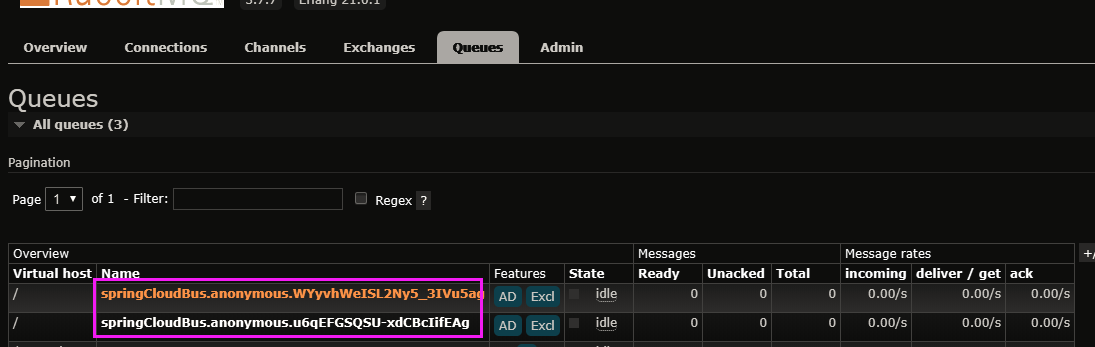 3.7.7 Erlang 21.0.1
Overview Connections Channels Exchanges Queues Admin
Queues
All queues (3)
Pagination
Page 1 of 1 - Filter: Regex ?
Overview Messages Message rates +/
Virtual host Name Features State Ready Unacked Total incoming deliver / get ack
/ springCloudBus.anonymous.WYyvhWeISL2Ny5_3IVu5ag AD Excl idle 0 0 0 0.00/s 0.00/s 0.00/s
/ springCloudBus.anonymous.u6qEFGSQSU-xdCBcIifEAg AD Excl idle 0 0 0 0.00/s 0.00/s 0.00/s